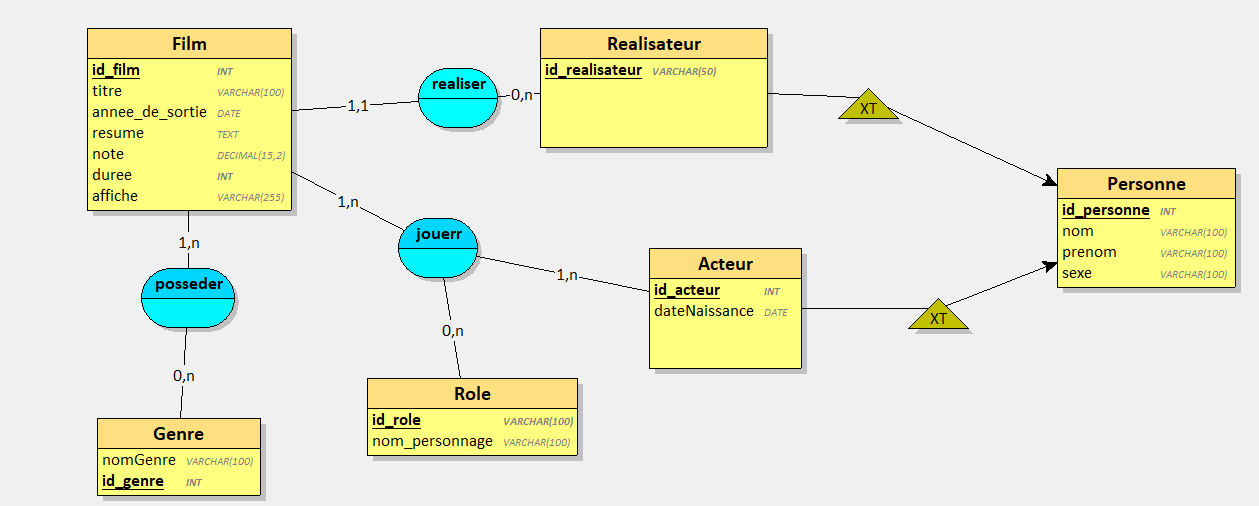 Film
id_film INT
titre VARCHAR(100)
annee_de_sortie DATE
resume TEXT
note DECIMAL(15,2)
duree INT
affiche VARCHAR(255)
1,1
realiser
0,n
Realisateur
id_realisateur VARCHAR(50)
XT
Personne
id_personne INT
nom VARCHAR(100)
prenom VARCHAR(100)
sexe VARCHAR(100)
1,n
jouerr
1,n
Acteur
id_acteur INT
dateNaissance DATE
XT
1,n
posseder
0,n
Genre
nomGenre VARCHAR(100)
id_genre INT
0,n
Role
id_role VARCHAR(100)
nom_personnage VARCHAR(100)